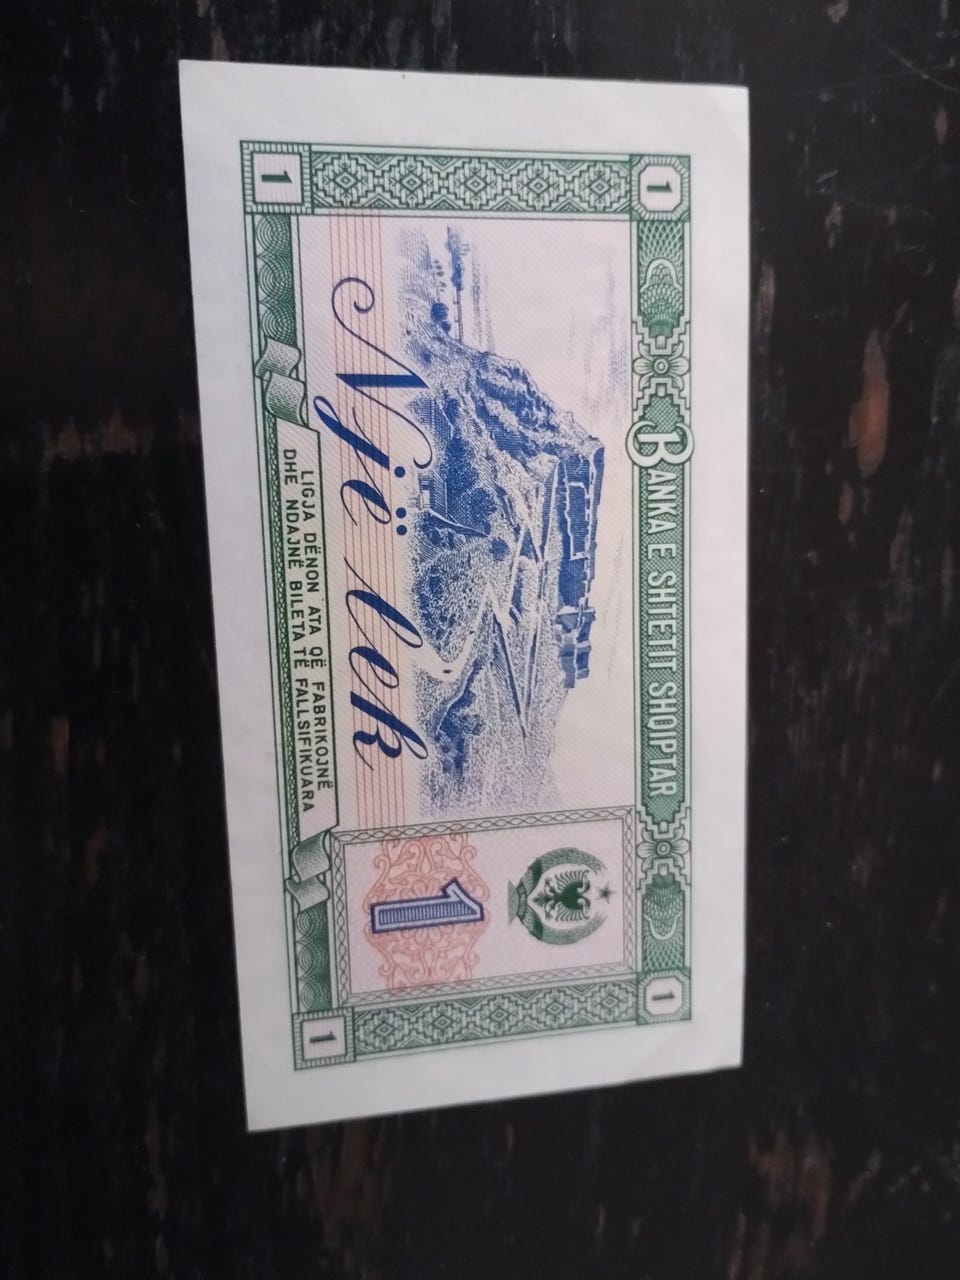 1
BANKA E SHTETIT SHQIPTAR
1
Një lek
1
1
LIGJA DËNON ATA QË FABRIKOJNË
DHE NDAJNË BILETA TË FALLSIFIKUARA
1